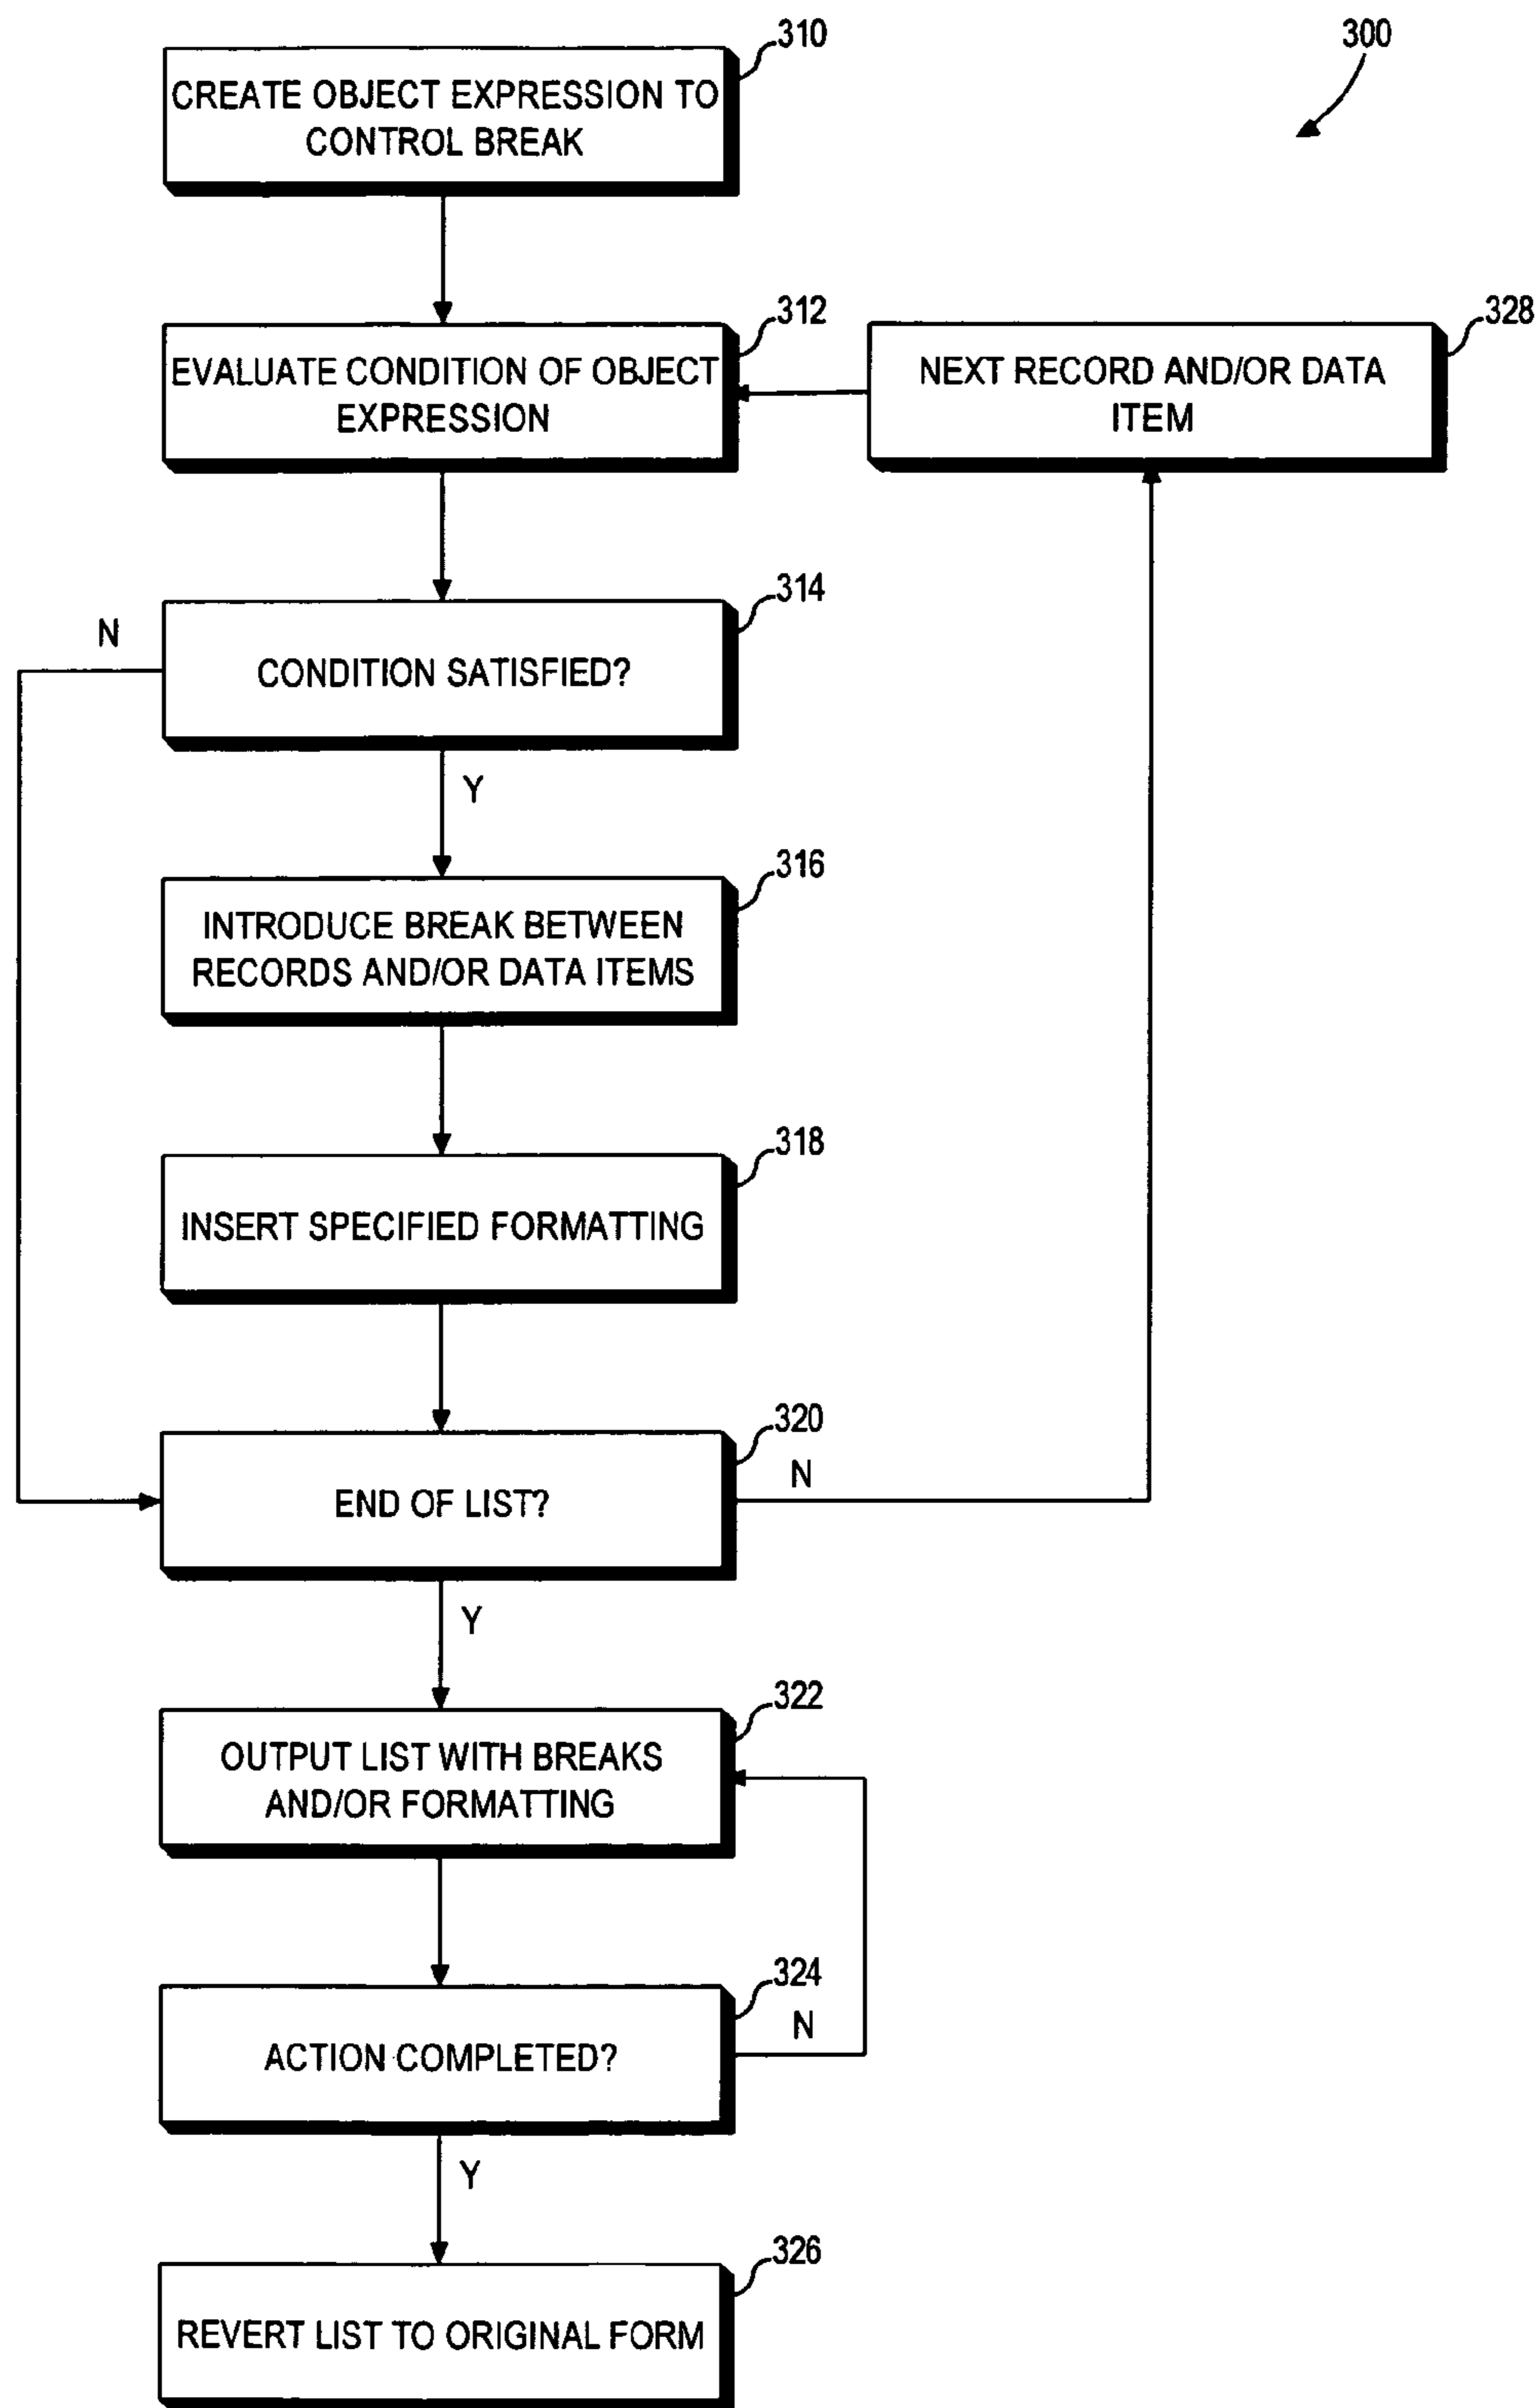 310
300
CREATE OBJECT EXPRESSION TO
CONTROL BREAK
312
328
EVALUATE CONDITION OF OBJECT
EXPRESSION
NEXT RECORD AND/OR DATA
ITEM
314
N
CONDITION SATISFIED?
Y
316
INTRODUCE BREAK BETWEEN
RECORDS AND/OR DATA ITEMS
318
INSERT SPECIFIED FORMATTING
320
N
END OF LIST?
Y
322
OUTPUT LIST WITH BREAKS
AND/OR FORMATTING
324
N
ACTION COMPLETED?
Y
326
REVERT LIST TO ORIGINAL FORM